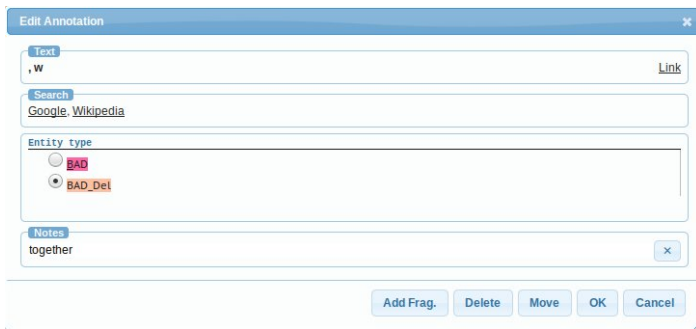 Edit Annotation
Text
, w Link
Search
Google, Wikipedia
Entity type
BAD
BAD_Del
Notes
together
Add Frag. Delete Move OK Cancel